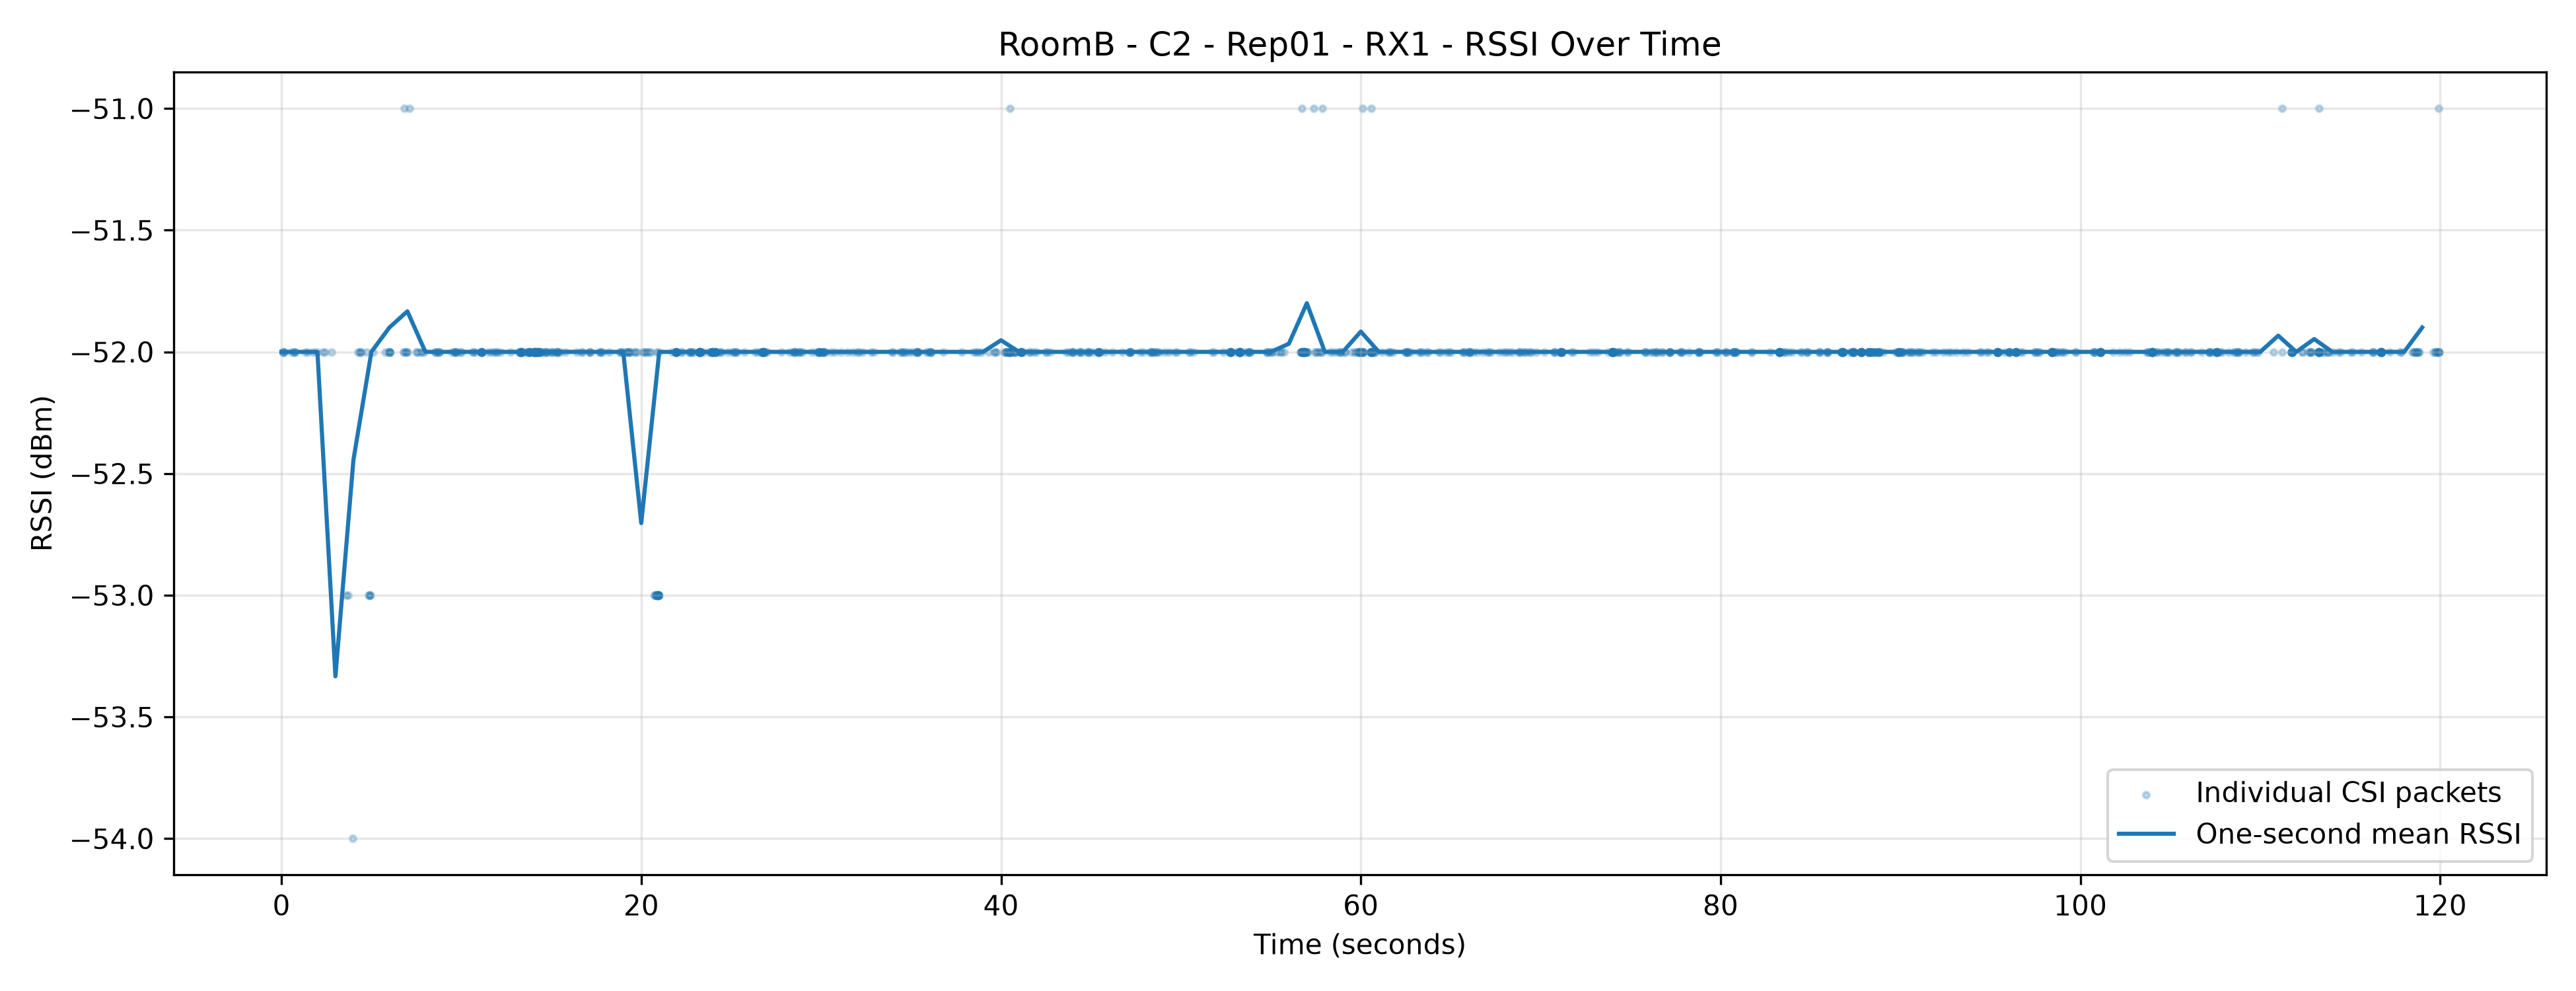 RoomB - C2 - Rep01 - RX1 - RSSI Over Time
RSSI (dBm)
−51.0
−51.5
−52.0
−52.5
−53.0
−53.5
−54.0
0
20
40
60
80
100
120
Time (seconds)
Individual CSI packets
One-second mean RSSI